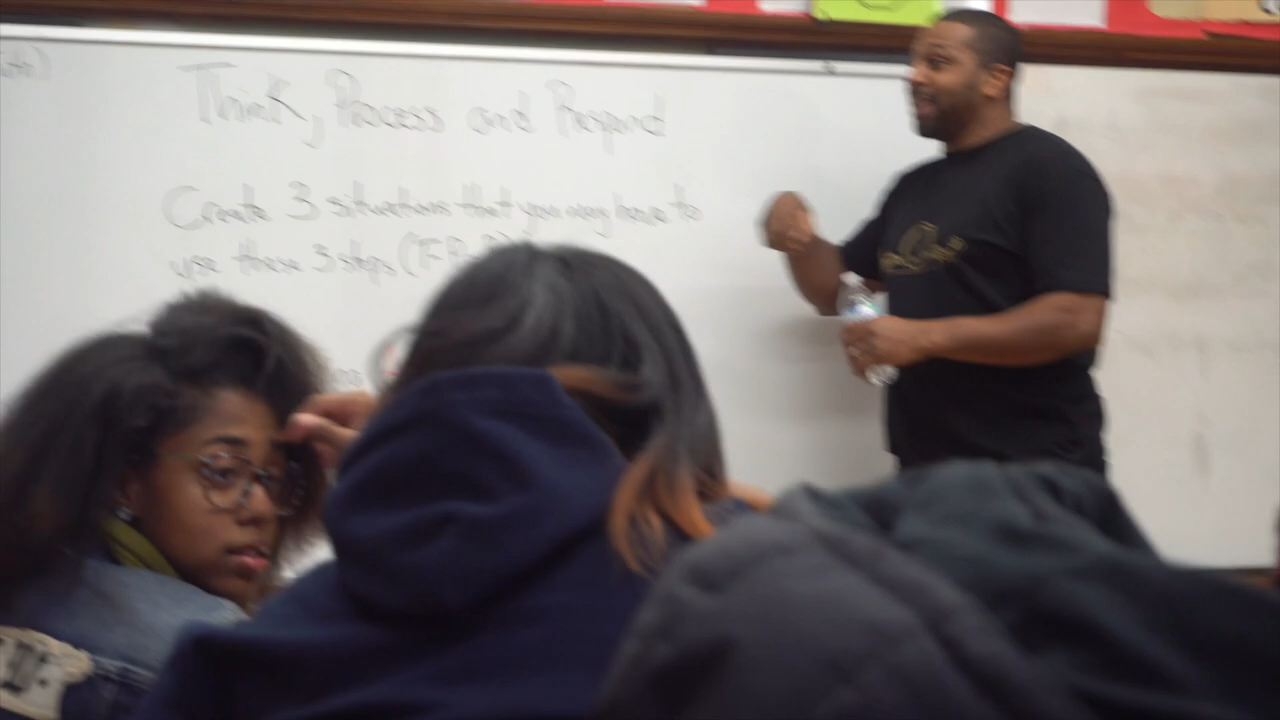 Think, Process and Respond
Create 3 situations that you may have to
use these 3 steps (T-P-R)